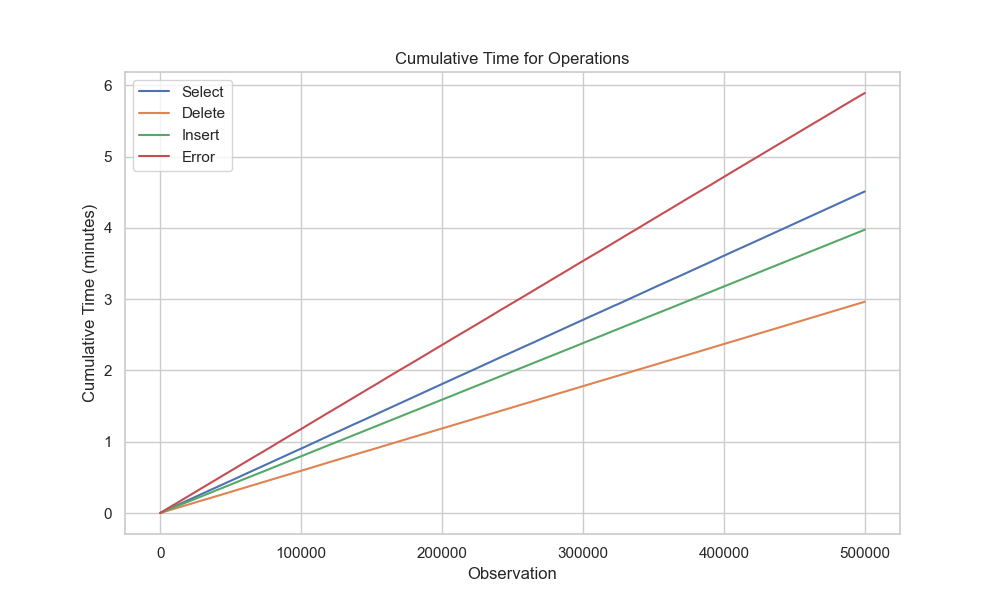 Cumulative Time for Operations
Select
Delete
Insert
Error
Cumulative Time (minutes)
6
5
4
3
2
1
0
0 100000 200000 300000 400000 500000
Observation